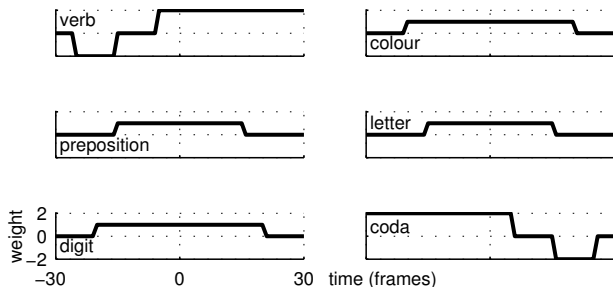 verb
colour
preposition
letter
digit
coda
weight
2
0
−2
−30 0 30 time (frames)